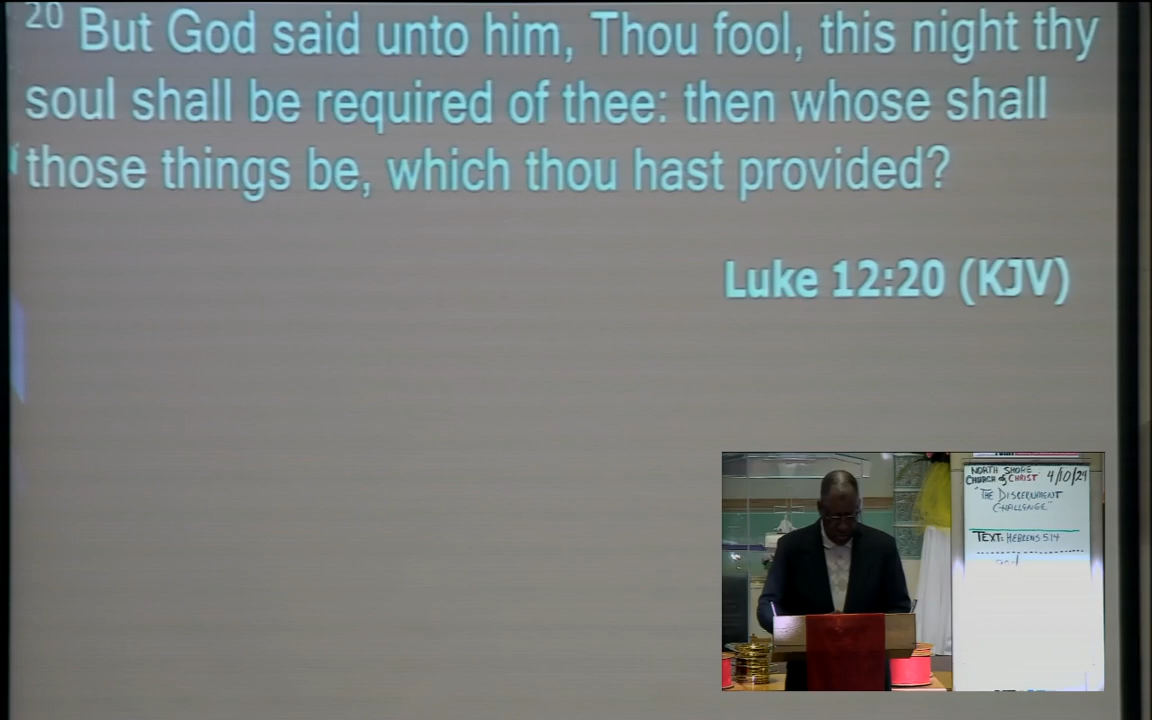 20 But God said unto him, Thou fool, this night thy
soul shall be required of thee: then whose shall
those things be, which thou hast provided?
Luke 12:20 (KJV)
NORTH SHORE
CHURCH of CHRIST 4/10/24
"THE DISCERNMENT
CHALLENGE"
TEXT: HEBREWS 5:14